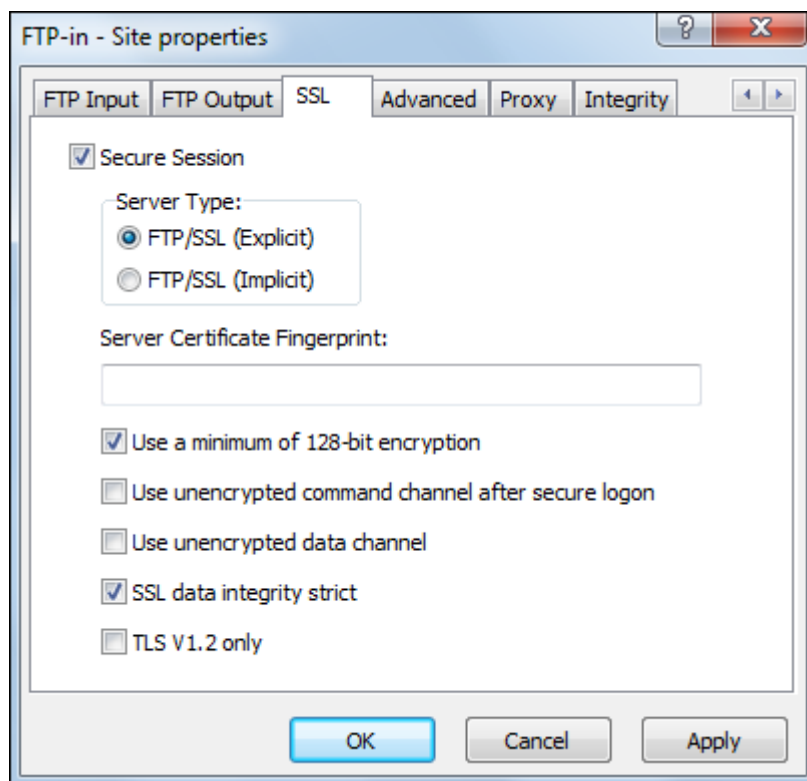 FTP-in - Site properties
FTP Input FTP Output SSL Advanced Proxy Integrity
Secure Session
Server Type:
FTP/SSL (Explicit)
FTP/SSL (Implicit)
Server Certificate Fingerprint:
Use a minimum of 128-bit encryption
Use unencrypted command channel after secure logon
Use unencrypted data channel
SSL data integrity strict
TLS V1.2 only
OK Cancel Apply